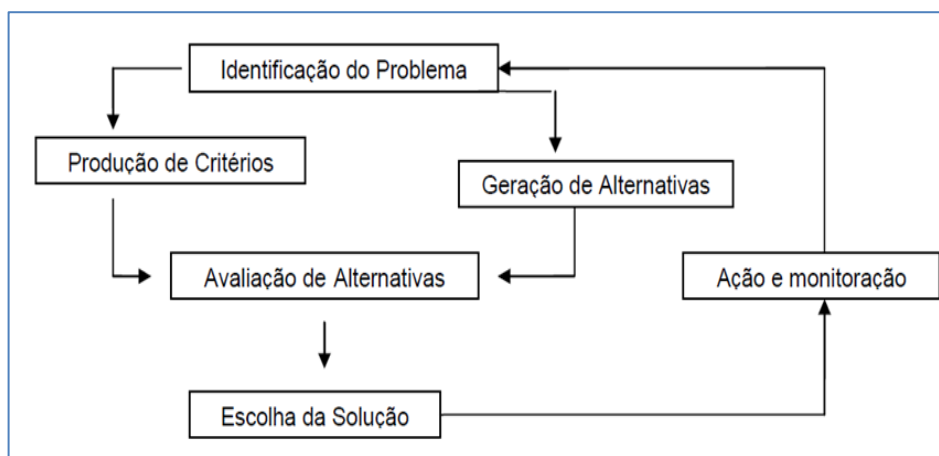 Identificação do Problema
Produção de Critérios
Geração de Alternativas
Avaliação de Alternativas
Ação e monitoração
Escolha da Solução